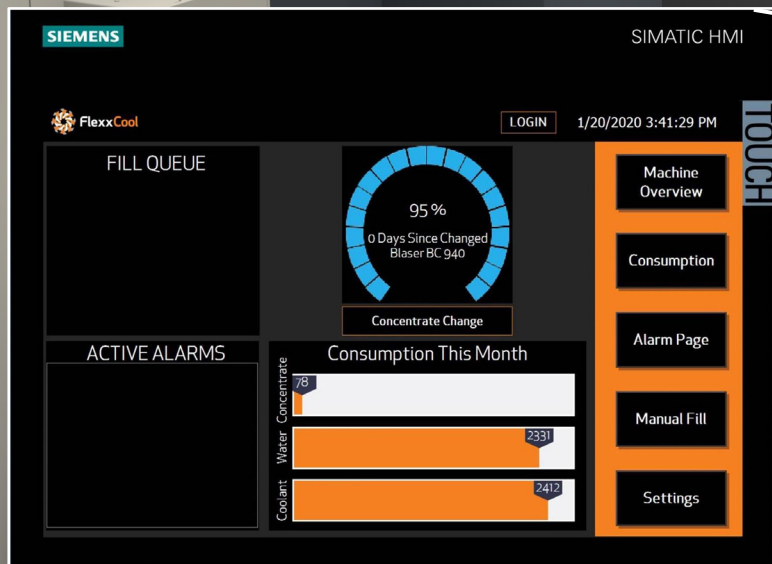 SIEMENS
SIMATIC HMI
TOUCH
FlexxCool
LOGIN
1/20/2020 3:41:29 PM
FILL QUEUE
95 %
0 Days Since Changed
Blaser BC 940
Concentrate Change
ACTIVE ALARMS
Consumption This Month
Concentrate
78
Water
2331
Coolant
2412
Machine
Overview
Consumption
Alarm Page
Manual Fill
Settings